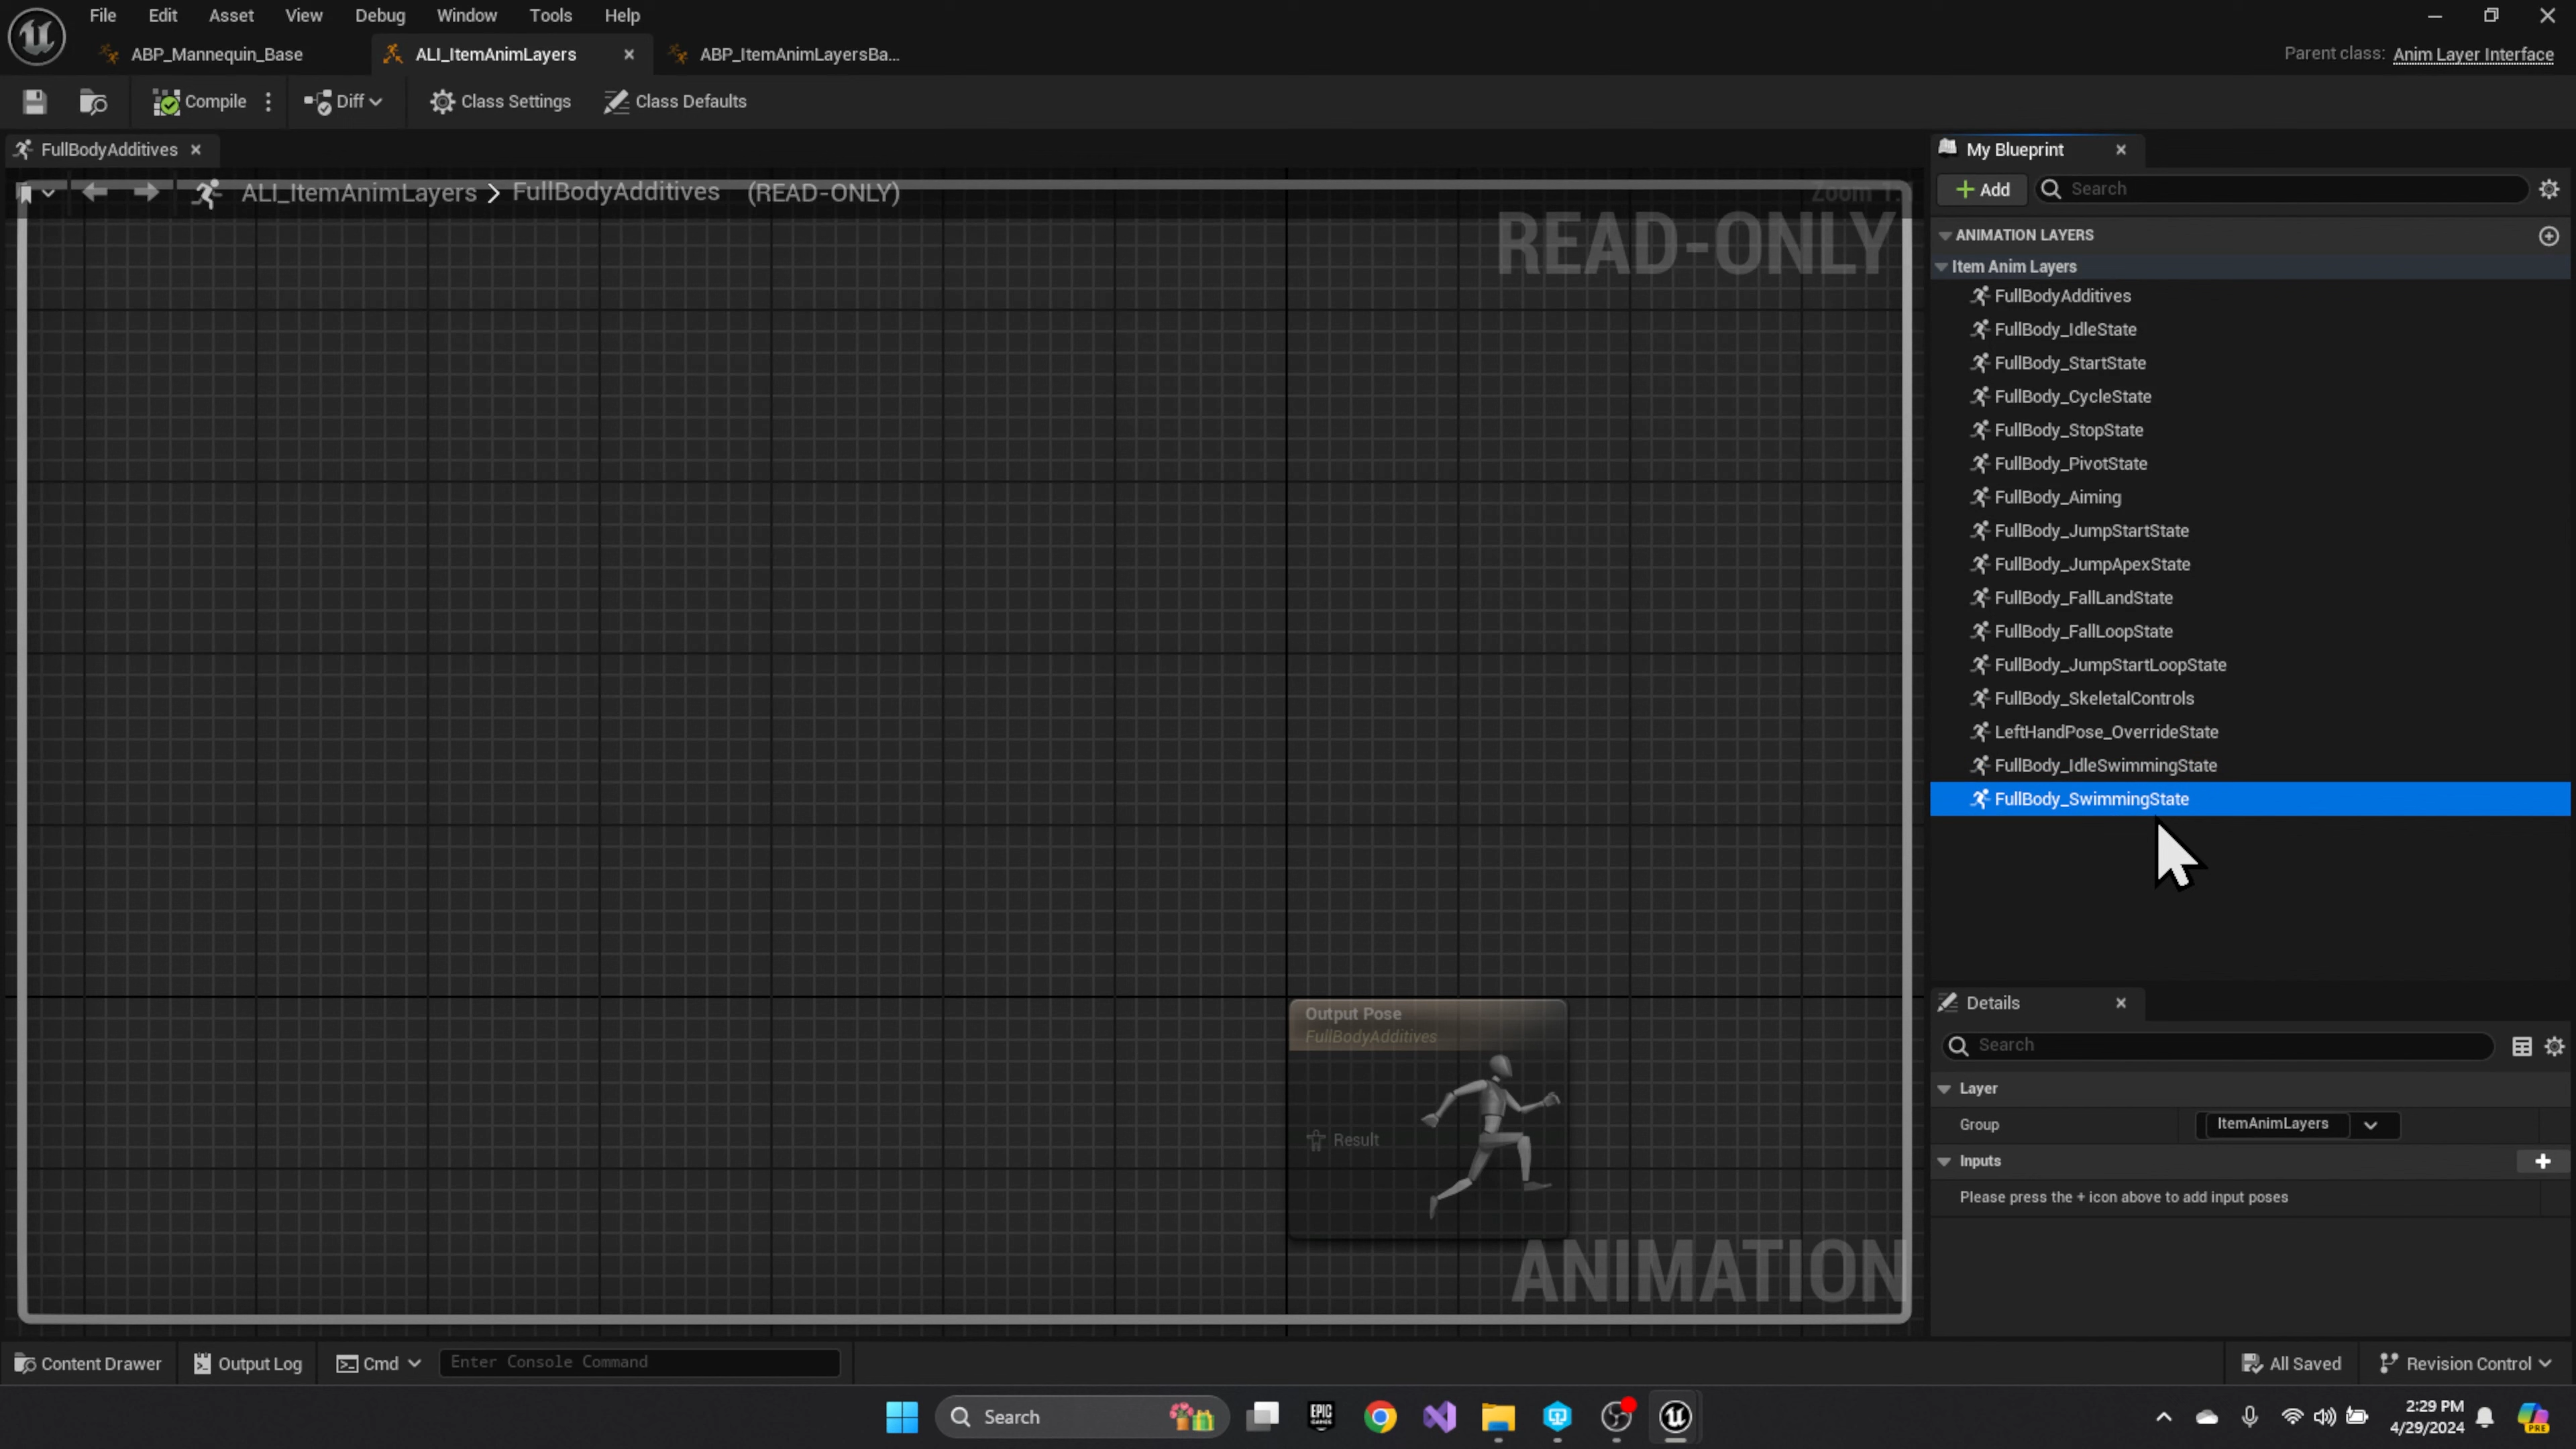 File Edit Asset View Debug Window Tools Help
ABP_Mannequin_Base ALI_ItemAnimLayers ABP_ItemAnimLayersBa...
Parent class: Anim Layer Interface
Compile Diff Class Settings Class Defaults
FullBodyAdditives
ALI_ItemAnimLayers > FullBodyAdditives (READ-ONLY)
READ-ONLY
Output Pose
FullBodyAdditives
Result
ANIMATION
My Blueprint
+ Add Search
ANIMATION LAYERS
Item Anim Layers
FullBodyAdditives
FullBody_IdleState
FullBody_StartState
FullBody_CycleState
FullBody_StopState
FullBody_PivotState
FullBody_Aiming
FullBody_JumpStartState
FullBody_JumpApexState
FullBody_FallLandState
FullBody_FallLoopState
FullBody_JumpStartLoopState
FullBody_SkeletalControls
LeftHandPose_OverrideState
FullBody_IdleSwimmingState
FullBody_SwimmingState
Details
Search
Layer
Group ItemAnimLayers
Inputs
Please press the + icon above to add input poses
Content Drawer Output Log Cmd Enter Console Command All Saved Revision Control
Search
EPIC GAMES
2:29 PM
4/29/2024
PRE